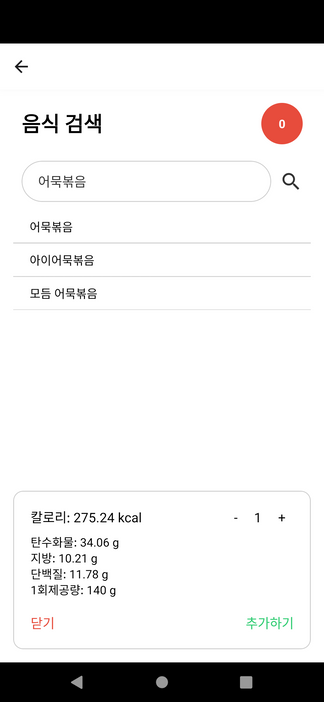 음식 검색
0
어묵볶음
어묵볶음
아이어묵볶음
모듬 어묵볶음
칼로리: 275.24 kcal - 1 +
탄수화물: 34.06 g
지방: 10.21 g
단백질: 11.78 g
1회제공량: 140 g
닫기 추가하기